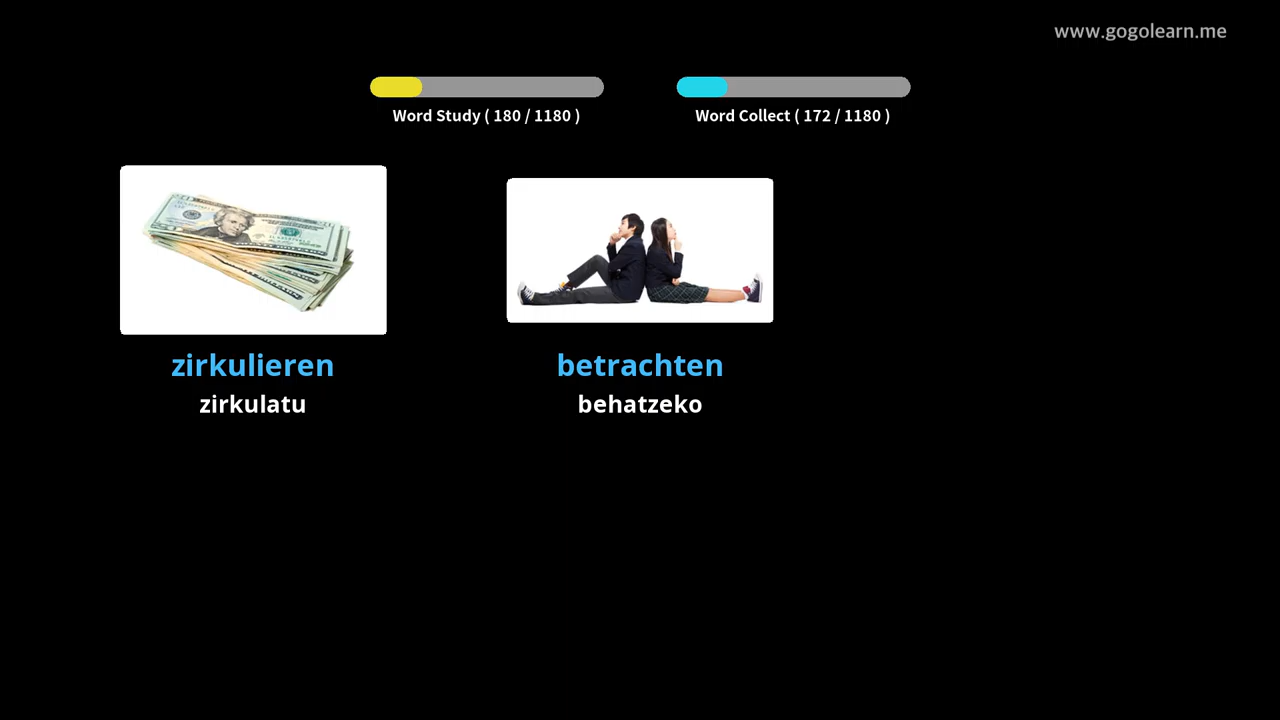 www.gogolearn.me
Word Study ( 180 / 1180 )
Word Collect ( 172 / 1180 )
zirkulieren
zirkulatu
betrachten
behatzeko